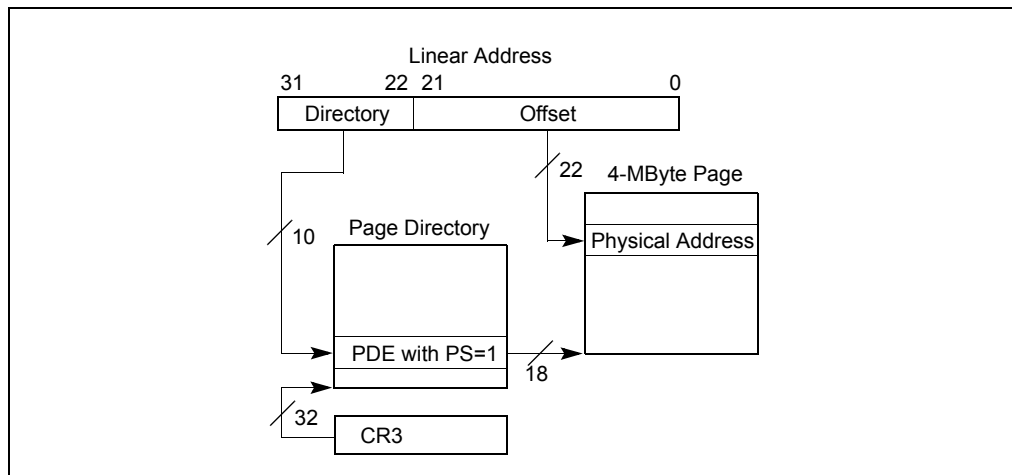 Linear Address
31 22 21 0
Directory Offset
22 4-MByte Page
10 Page Directory
Physical Address
PDE with PS=1
18
32
CR3